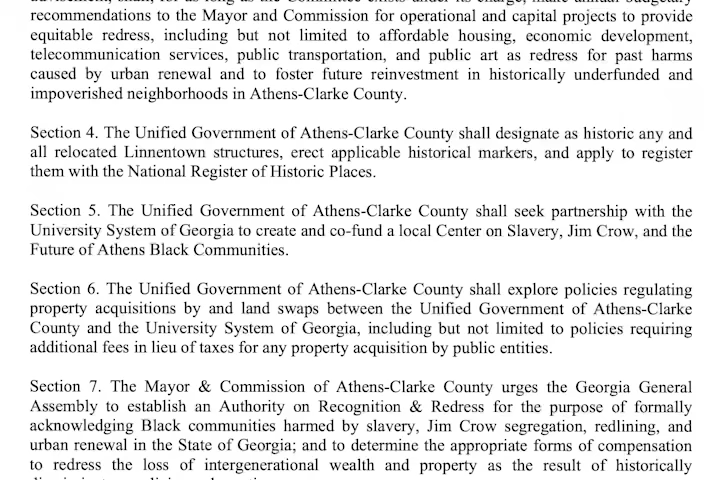 recommendations to the Mayor and Commission for operational and capital projects to provide
equitable redress, including but not limited to affordable housing, economic development,
telecommunication services, public transportation, and public art as redress for past harms
caused by urban renewal and to foster future reinvestment in historically underfunded and
impoverished neighborhoods in Athens-Clarke County.
Section 4. The Unified Government of Athens-Clarke County shall designate as historic any and
all relocated Linnentown structures, erect applicable historical markers, and apply to register
them with the National Register of Historic Places.
Section 5. The Unified Government of Athens-Clarke County shall seek partnership with the
University System of Georgia to create and co-fund a local Center on Slavery, Jim Crow, and the
Future of Athens Black Communities.
Section 6. The Unified Government of Athens-Clarke County shall explore policies regulating
property acquisitions by and land swaps between the Unified Government of Athens-Clarke
County and the University System of Georgia, including but not limited to policies requiring
additional fees in lieu of taxes for any property acquisition by public entities.
Section 7. The Mayor & Commission of Athens-Clarke County urges the Georgia General
Assembly to establish an Authority on Recognition & Redress for the purpose of formally
acknowledging Black communities harmed by slavery, Jim Crow segregation, redlining, and
urban renewal in the State of Georgia; and to determine the appropriate forms of compensation
to redress the loss of intergenerational wealth and property as the result of historically